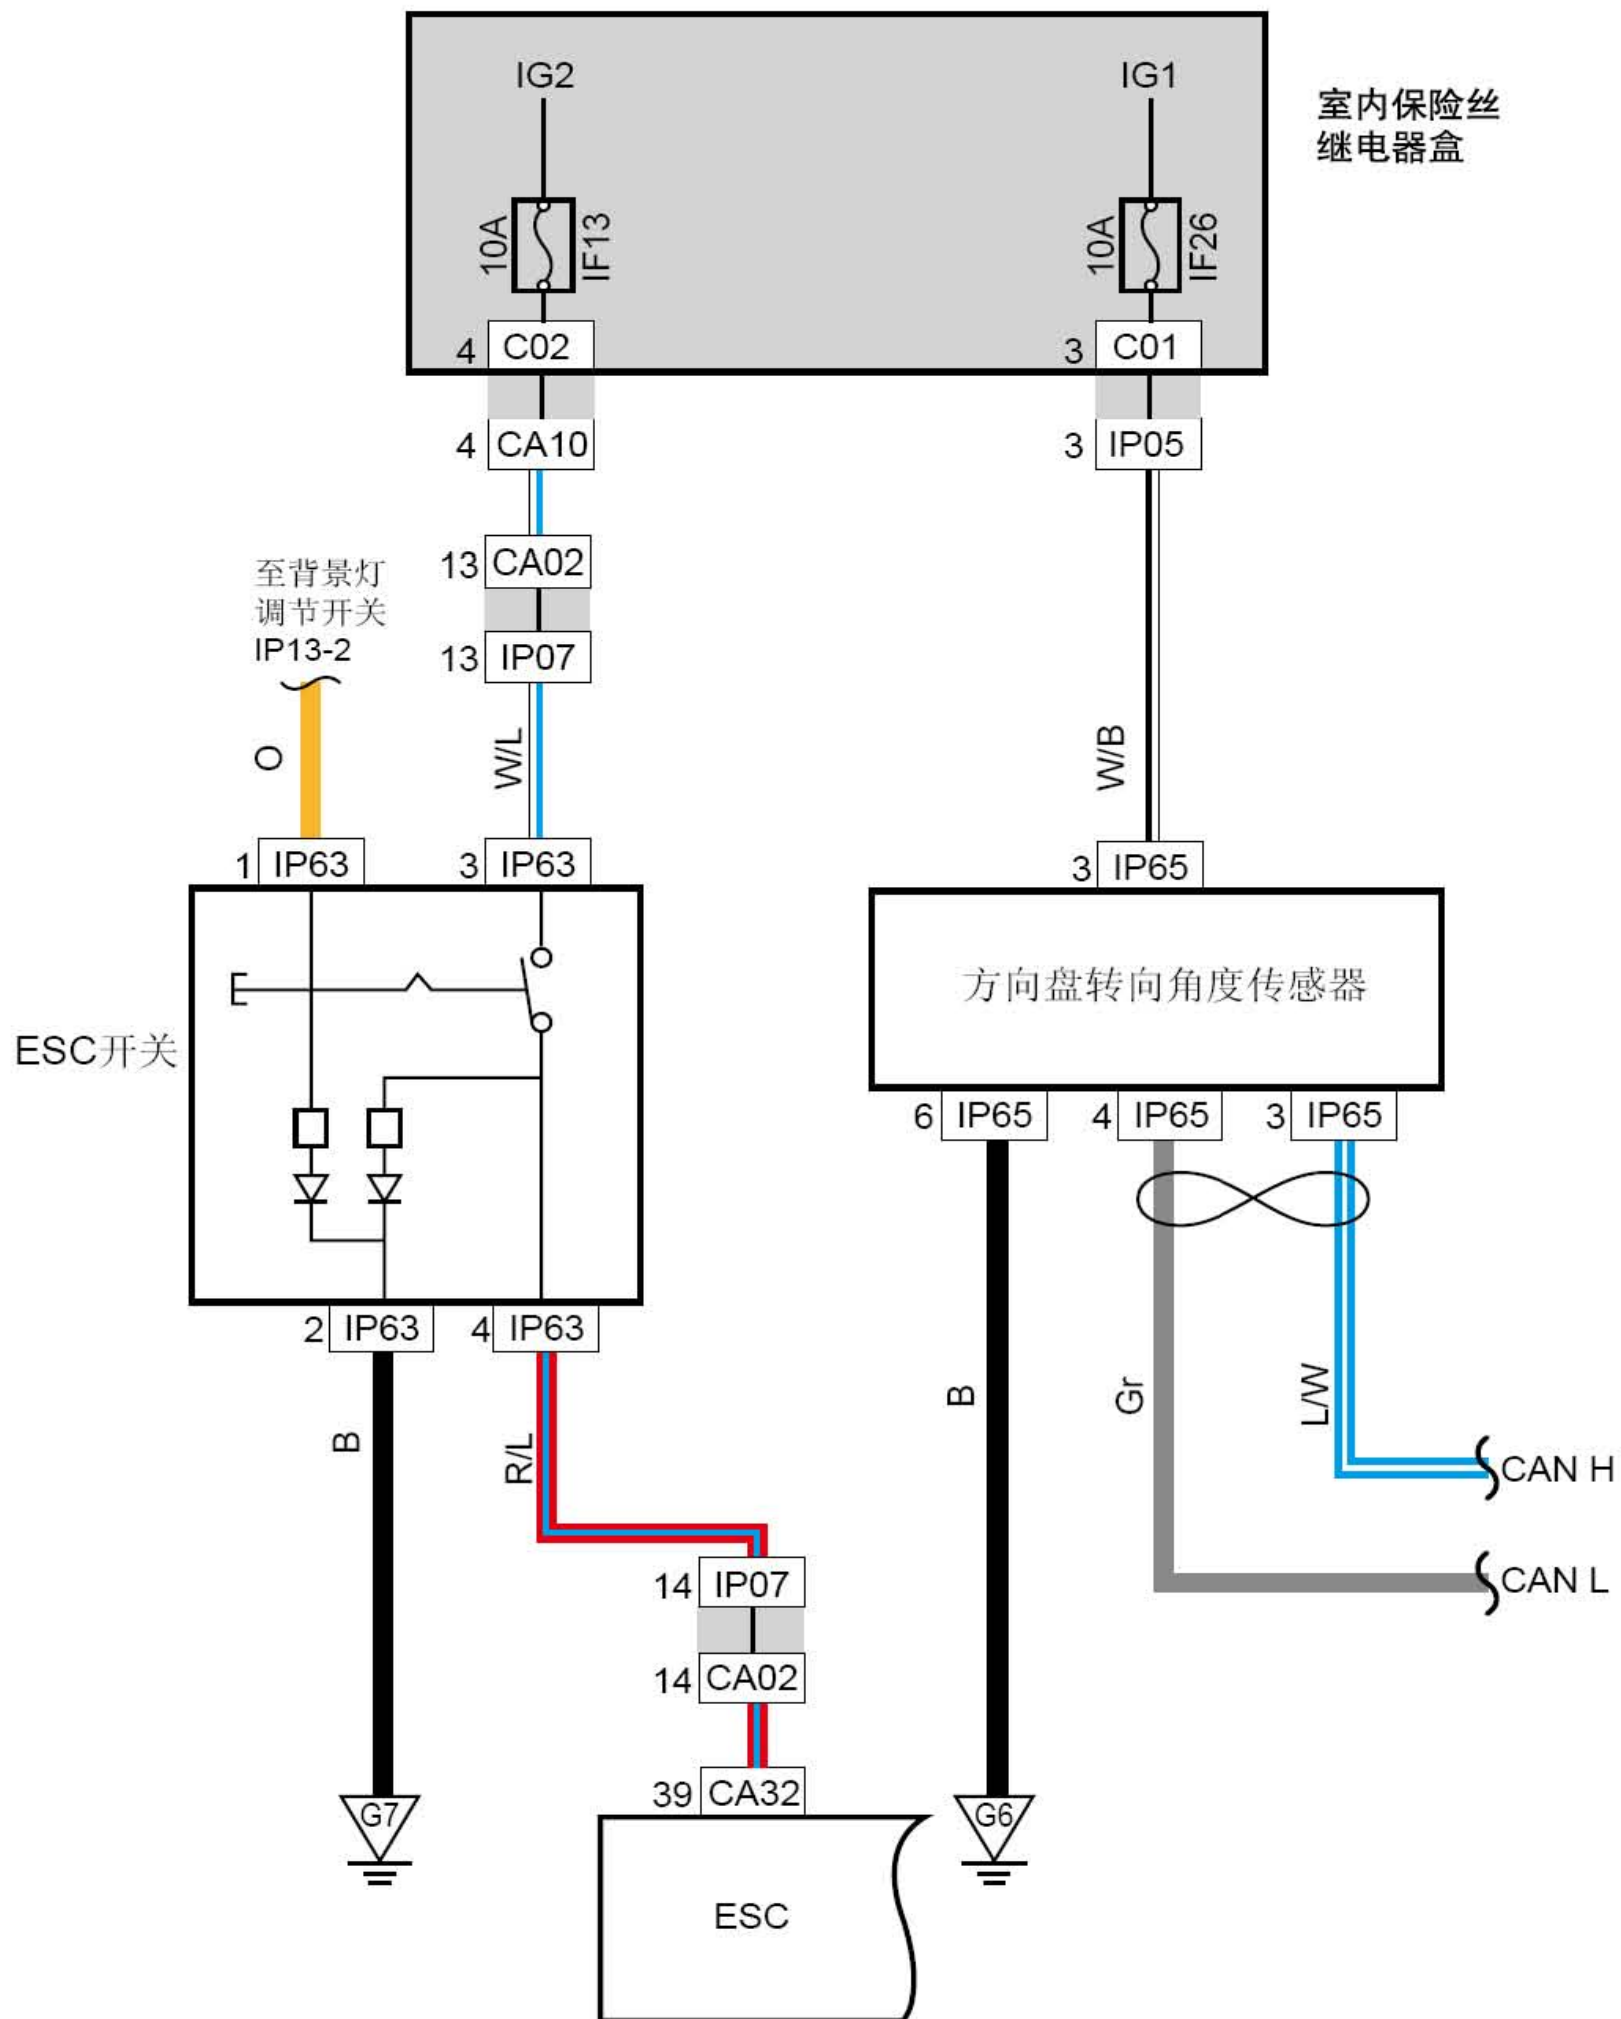 IG2
IG1
室内保险丝
继电器盒
10A
IF13
10A
IF26
4 C02
3 C01
4 CA10
3 IP05
13 CA02
至背景灯
调节开关
IP13-2
13 IP07
O
W/L
W/B
1 IP63
3 IP63
3 IP65
方向盘转向角度传感器
ESC开关
6 IP65
4 IP65
3 IP65
2 IP63
4 IP63
B
R/L
B
Gr
L/W
CAN H
14 IP07
CAN L
14 CA02
39 CA32
G7
G6
ESC